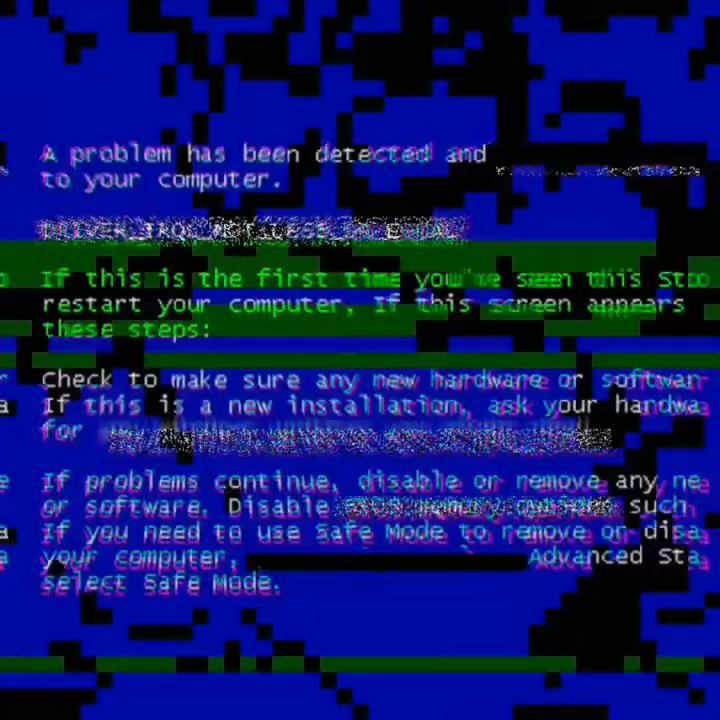 A problem has been detected and
to your computer.
If this is the first time you've seen this Sto
restart your computer, If this screen appears
these steps:
Check to make sure any new hardware or softwar
If this is a new installation, ask your hardwa
for
If problems continue, disable or remove any ne
or software. Disable such
If you need to use Safe Mode to remove or disa
your computer, Advanced Sta
select Safe Mode.